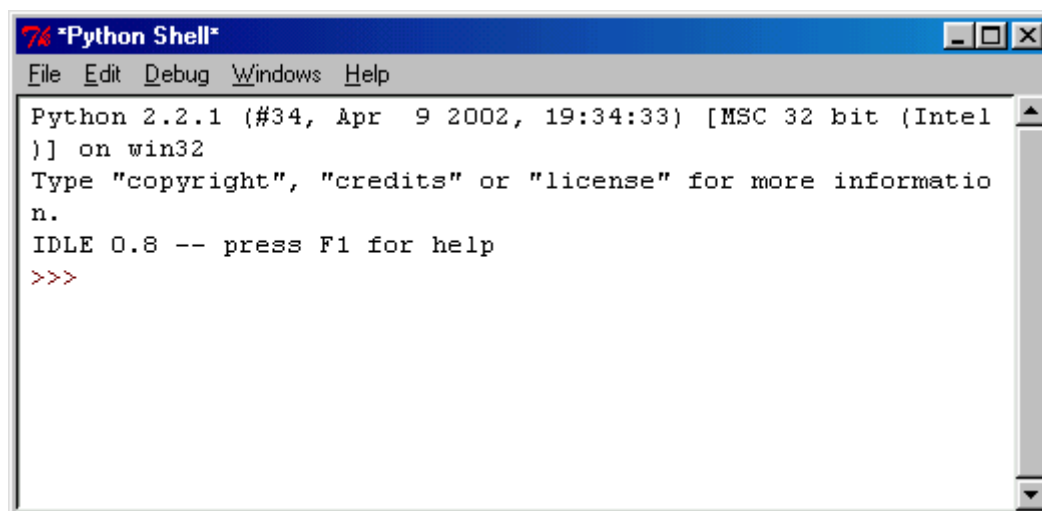 *Python Shell*
File Edit Debug Windows Help
Python 2.2.1 (#34, Apr  9 2002, 19:34:33) [MSC 32 bit (Intel
)] on win32
Type "copyright", "credits" or "license" for more informatio
n.
IDLE 0.8 -- press F1 for help
>>>